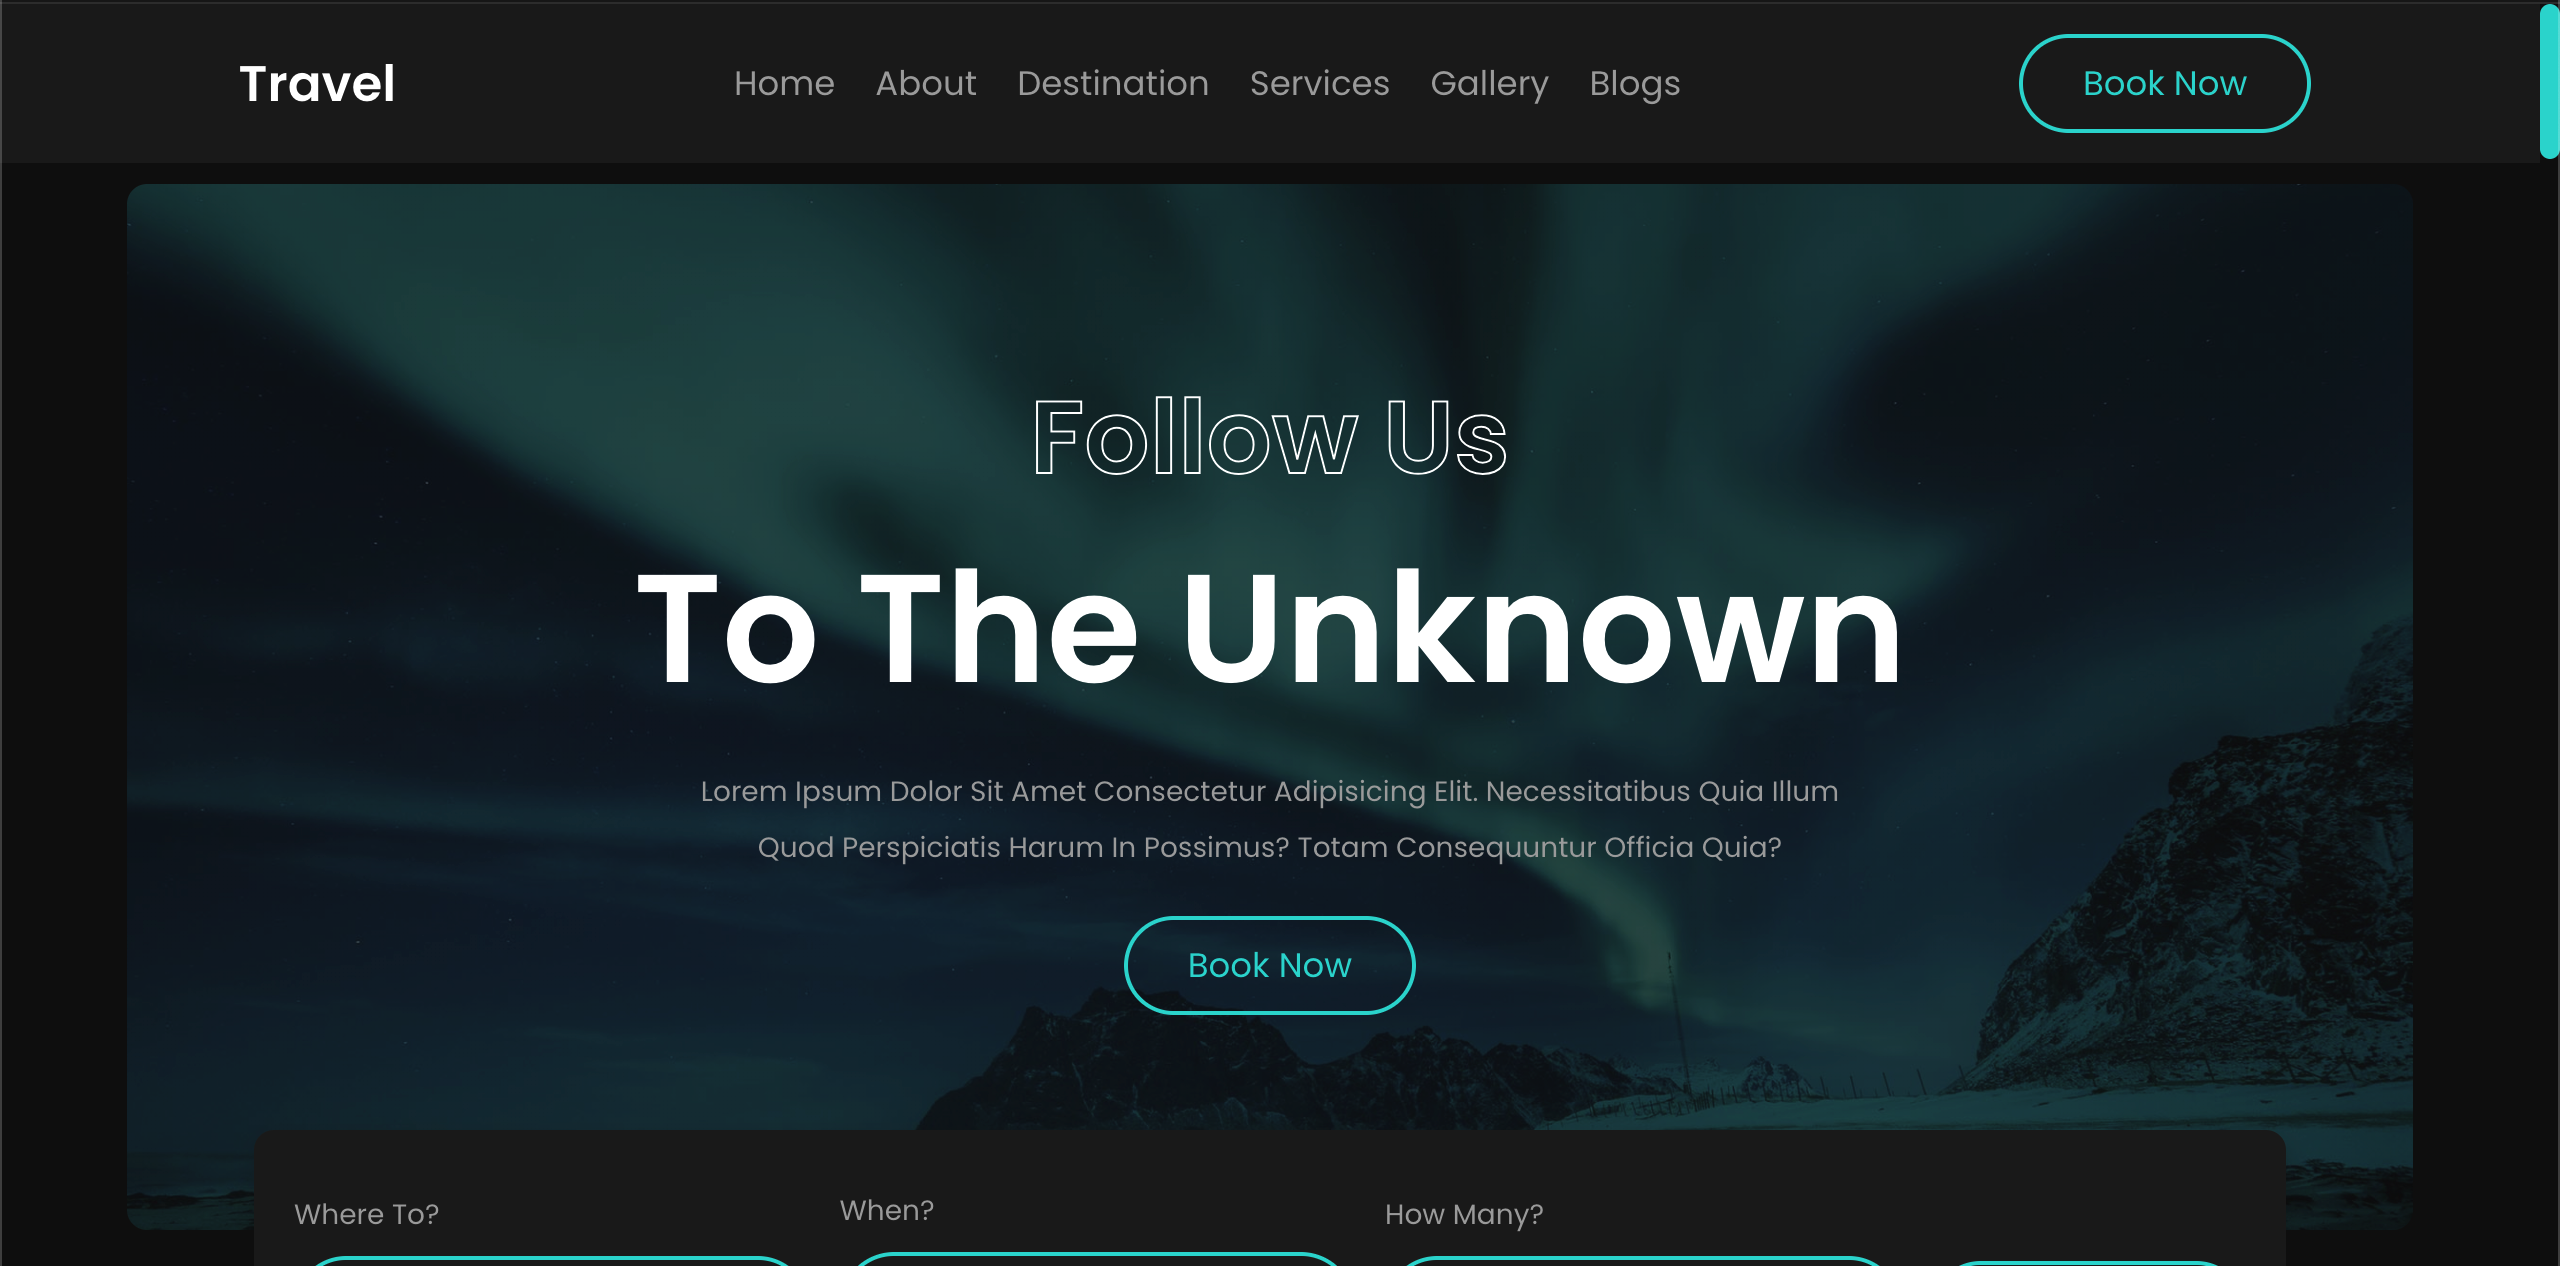 Travel
Home About Destination Services Gallery Blogs
Book Now
Follow Us
To The Unknown
Lorem Ipsum Dolor Sit Amet Consectetur Adipisicing Elit. Necessitatibus Quia Illum
Quod Perspiciatis Harum In Possimus? Totam Consequuntur Officia Quia?
Book Now
Where To?
When?
How Many?